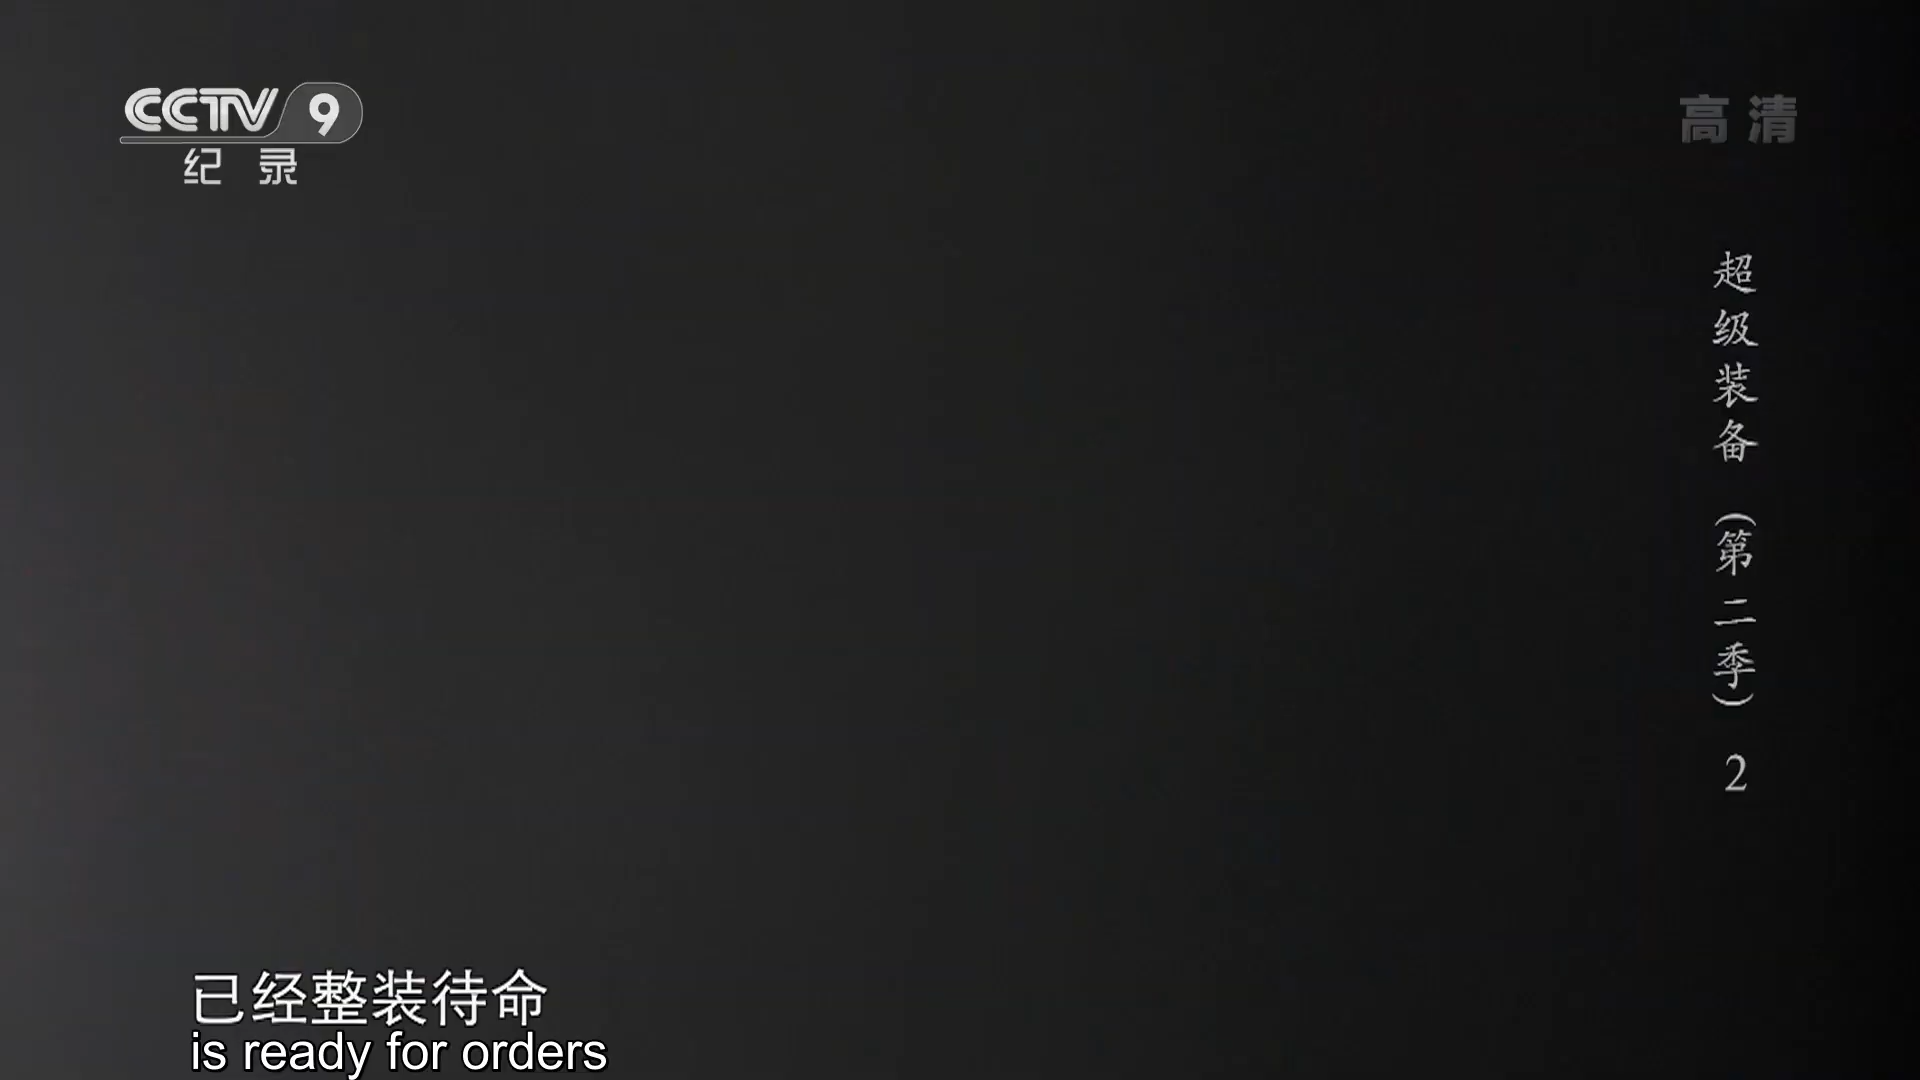 CCTV 9
纪 录
高 清
超级装备（第二季） 2
已经整装待命
is ready for orders